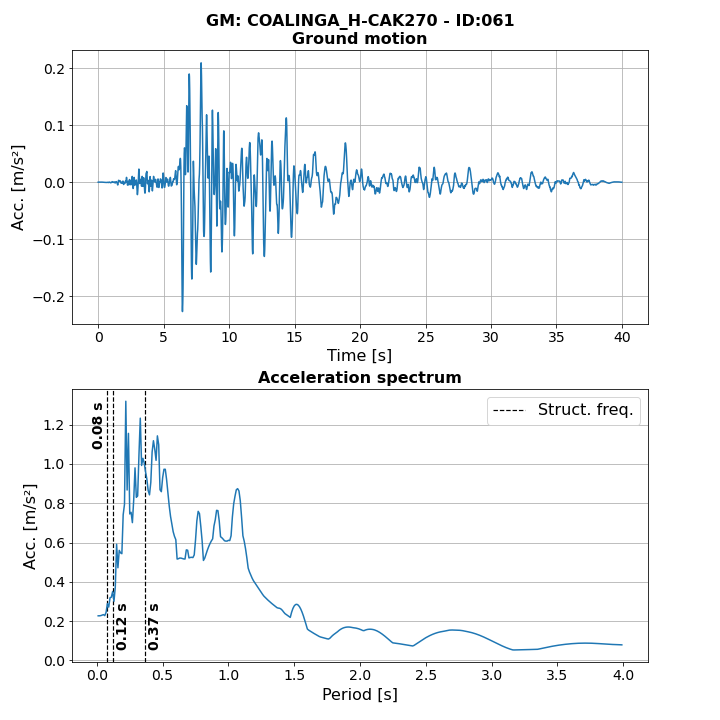 GM: COALINGA_H-CAK270 - ID:061
Ground motion
Acc. [m/s²]
0.2
0.1
0.0
−0.1
−0.2
0 5 10 15 20 25 30 35 40
Time [s]
Acceleration spectrum
Acc. [m/s²]
1.2
1.0
0.8
0.6
0.4
0.2
0.0
Struct. freq.
0.08 s
0.12 s
0.37 s
0.0 0.5 1.0 1.5 2.0 2.5 3.0 3.5 4.0
Period [s]